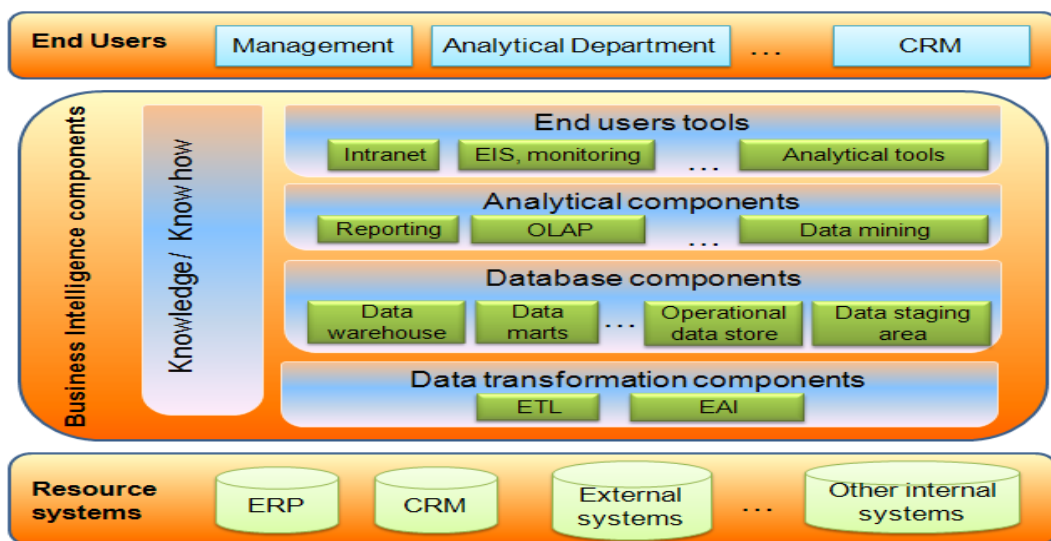 End Users
Management
Analytical Department
...
CRM
Business Intelligence components
Knowledge/ Know how
End users tools
Intranet
EIS, monitoring
...
Analytical tools
Analytical components
Reporting
OLAP
...
Data mining
Database components
Data
warehouse
Data
marts
...
Operational
data store
Data staging
area
Data transformation components
ETL
EAI
Resource
systems
ERP
CRM
External
systems
...
Other internal
systems